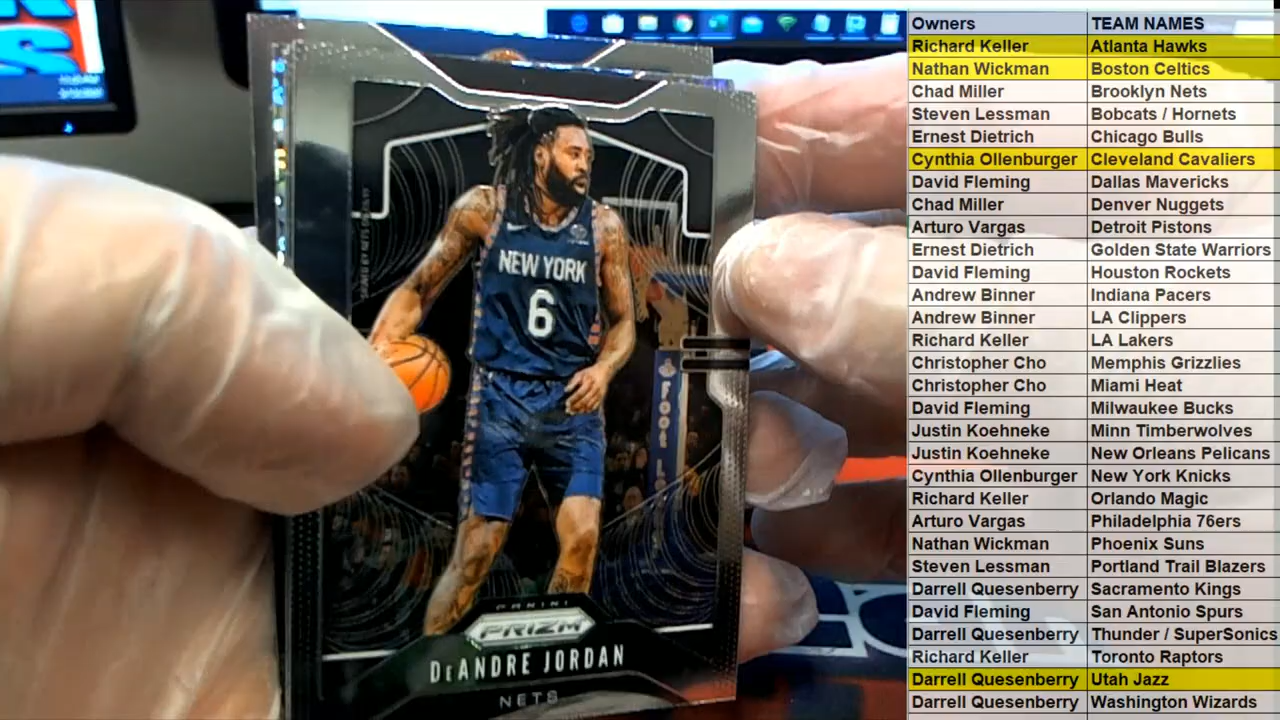 NEW YORK
6
Foot
PANINI
PRIZM
DeANDRE JORDAN
NETS
Owners TEAM NAMES
Richard Keller Atlanta Hawks
Nathan Wickman Boston Celtics
Chad Miller Brooklyn Nets
Steven Lessman Bobcats / Hornets
Ernest Dietrich Chicago Bulls
Cynthia Ollenburger Cleveland Cavaliers
David Fleming Dallas Mavericks
Chad Miller Denver Nuggets
Arturo Vargas Detroit Pistons
Ernest Dietrich Golden State Warriors
David Fleming Houston Rockets
Andrew Binner Indiana Pacers
Andrew Binner LA Clippers
Richard Keller LA Lakers
Christopher Cho Memphis Grizzlies
Christopher Cho Miami Heat
David Fleming Milwaukee Bucks
Justin Koehneke Minn Timberwolves
Justin Koehneke New Orleans Pelicans
Cynthia Ollenburger New York Knicks
Richard Keller Orlando Magic
Arturo Vargas Philadelphia 76ers
Nathan Wickman Phoenix Suns
Steven Lessman Portland Trail Blazers
Darrell Quesenberry Sacramento Kings
David Fleming San Antonio Spurs
Darrell Quesenberry Thunder / SuperSonics
Richard Keller Toronto Raptors
Darrell Quesenberry Utah Jazz
Darrell Quesenberry Washington Wizards